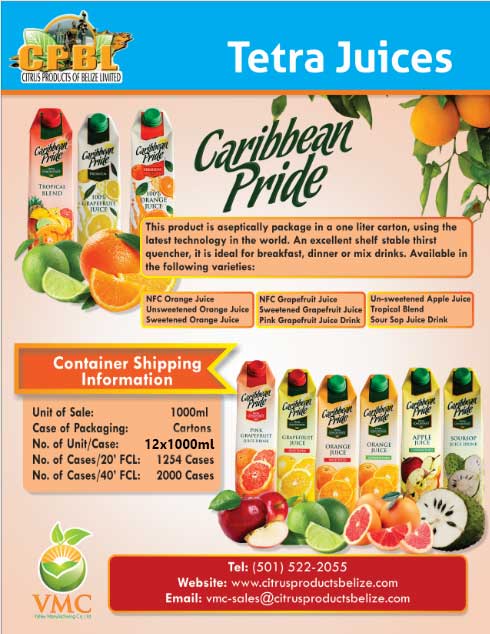 CPBL
CITRUS PRODUCTS OF BELIZE LIMITED
Tetra Juices
Caribbean
Pride
Caribbean
Pride
TROPICAL
BLEND
Caribbean
Pride
PREMIUM
100%
GRAPEFRUIT
JUICE
Caribbean
Pride
PREMIUM
100%
ORANGE
JUICE
This product is aseptically package in a one liter carton, using the
latest technology in the world. An excellent shelf stable thirst
quencher, it is ideal for breakfast, dinner or mix drinks. Available in
the following varieties:
NFC Orange Juice
Unsweetened Orange Juice
Sweetened Orange Juice
NFC Grapefruit Juice
Sweetened Grapefruit Juice
Pink Grapefruit Juice Drink
Un-sweetened Apple Juice
Tropical Blend
Sour Sop Juice Drink
Container Shipping
Information
Unit of Sale: 1000ml
Case of Packaging: Cartons
No. of Unit/Case: 12x1000ml
No. of Cases/20' FCL: 1254 Cases
No. of Cases/40' FCL: 2000 Cases
Caribbean
Pride
PINK
GRAPEFRUIT
JUICE DRINK
Caribbean
Pride
GRAPEFRUIT
JUICE
Caribbean
Pride
ORANGE
JUICE
Caribbean
Pride
ORANGE
JUICE
Caribbean
Pride
APPLE
JUICE
Caribbean
Pride
SOURSOP
JUICE DRINK
VMC
Valley Manufacturing Co. Ltd
Tel: (501) 522-2055
Website: www.citrusproductsbelize.com
Email: vmc-sales@citrusproductsbelize.com